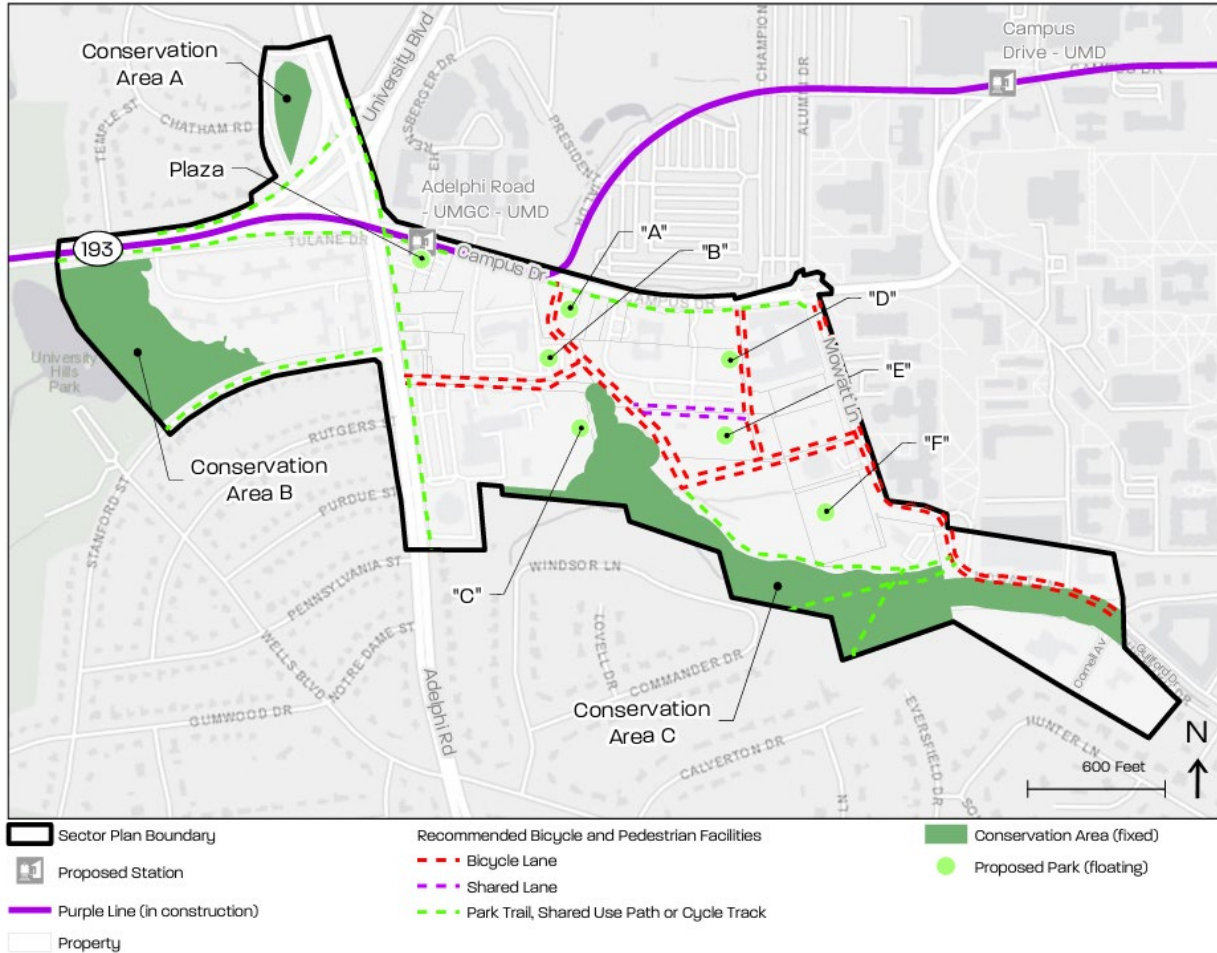 Conservation
Area A
University Blvd
CHAMPION
Campus
Drive - UMD
CAMPUS DR
ALUMNI DR
TEMPLE ST
CHATHAM RD
PRESIDENTIAL DR
Plaza
Adelphi Road
- UMGC - UMD
"A"
"B"
193
TULANE DR
Campus Dr
CAMPUS DR
"D"
University
Hills
Park
Mowatt Ln
"E"
RUTGERS ST
"F"
Conservation
Area B
PURDUE ST
STANFORD ST
"C"
WINDSOR LN
PENNSYLVANIA ST
LOVELL DR
WELLS BLVD
NOTRE DAME ST
COMMANDER DR
Cornell Av
Guilford Dr
DR
GUMWOOD DR
Adelphi Rd
Conservation
Area C
CALVERTON DR
EVERSFIELD DR
HUNTER LN
LN
N
600 Feet
Sector Plan Boundary
Proposed Station
Purple Line (in construction)
Property
Recommended Bicycle and Pedestrian Facilities
Bicycle Lane
Shared Lane
Park Trail, Shared Use Path or Cycle Track
Conservation Area (fixed)
Proposed Park (floating)